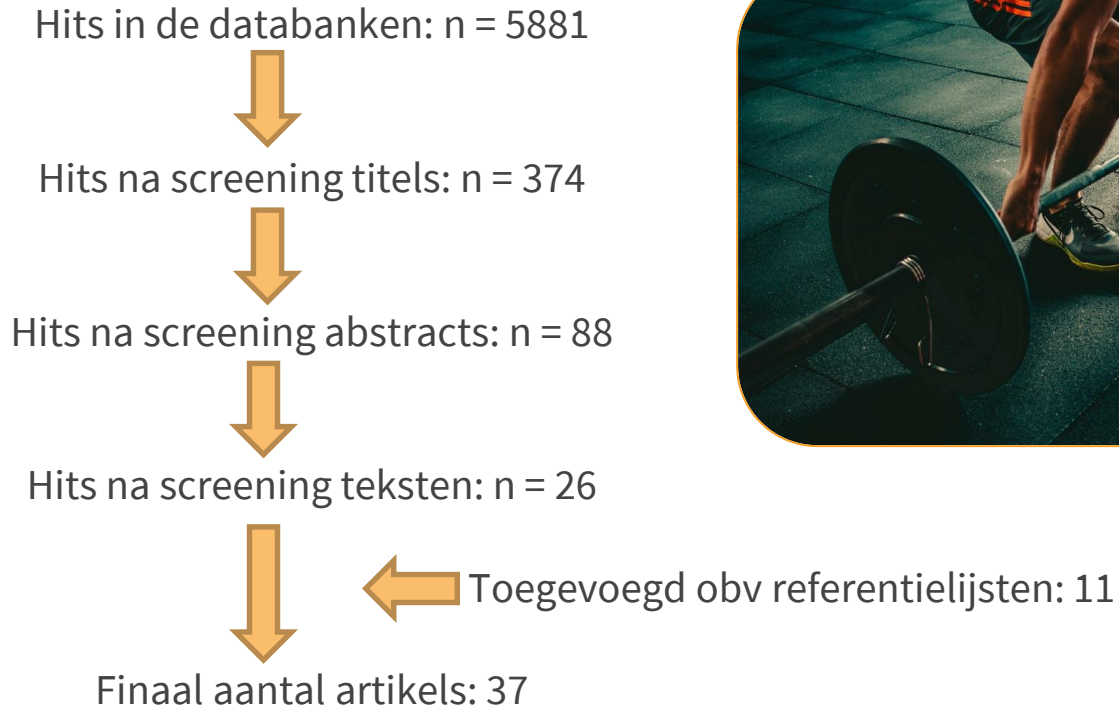 Hits in de databanken: n = 5881
Hits na screening titels: n = 374
Hits na screening abstracts: n = 88
Hits na screening teksten: n = 26
Toegevoegd obv referentielijsten: 11
Finaal aantal artikels: 37